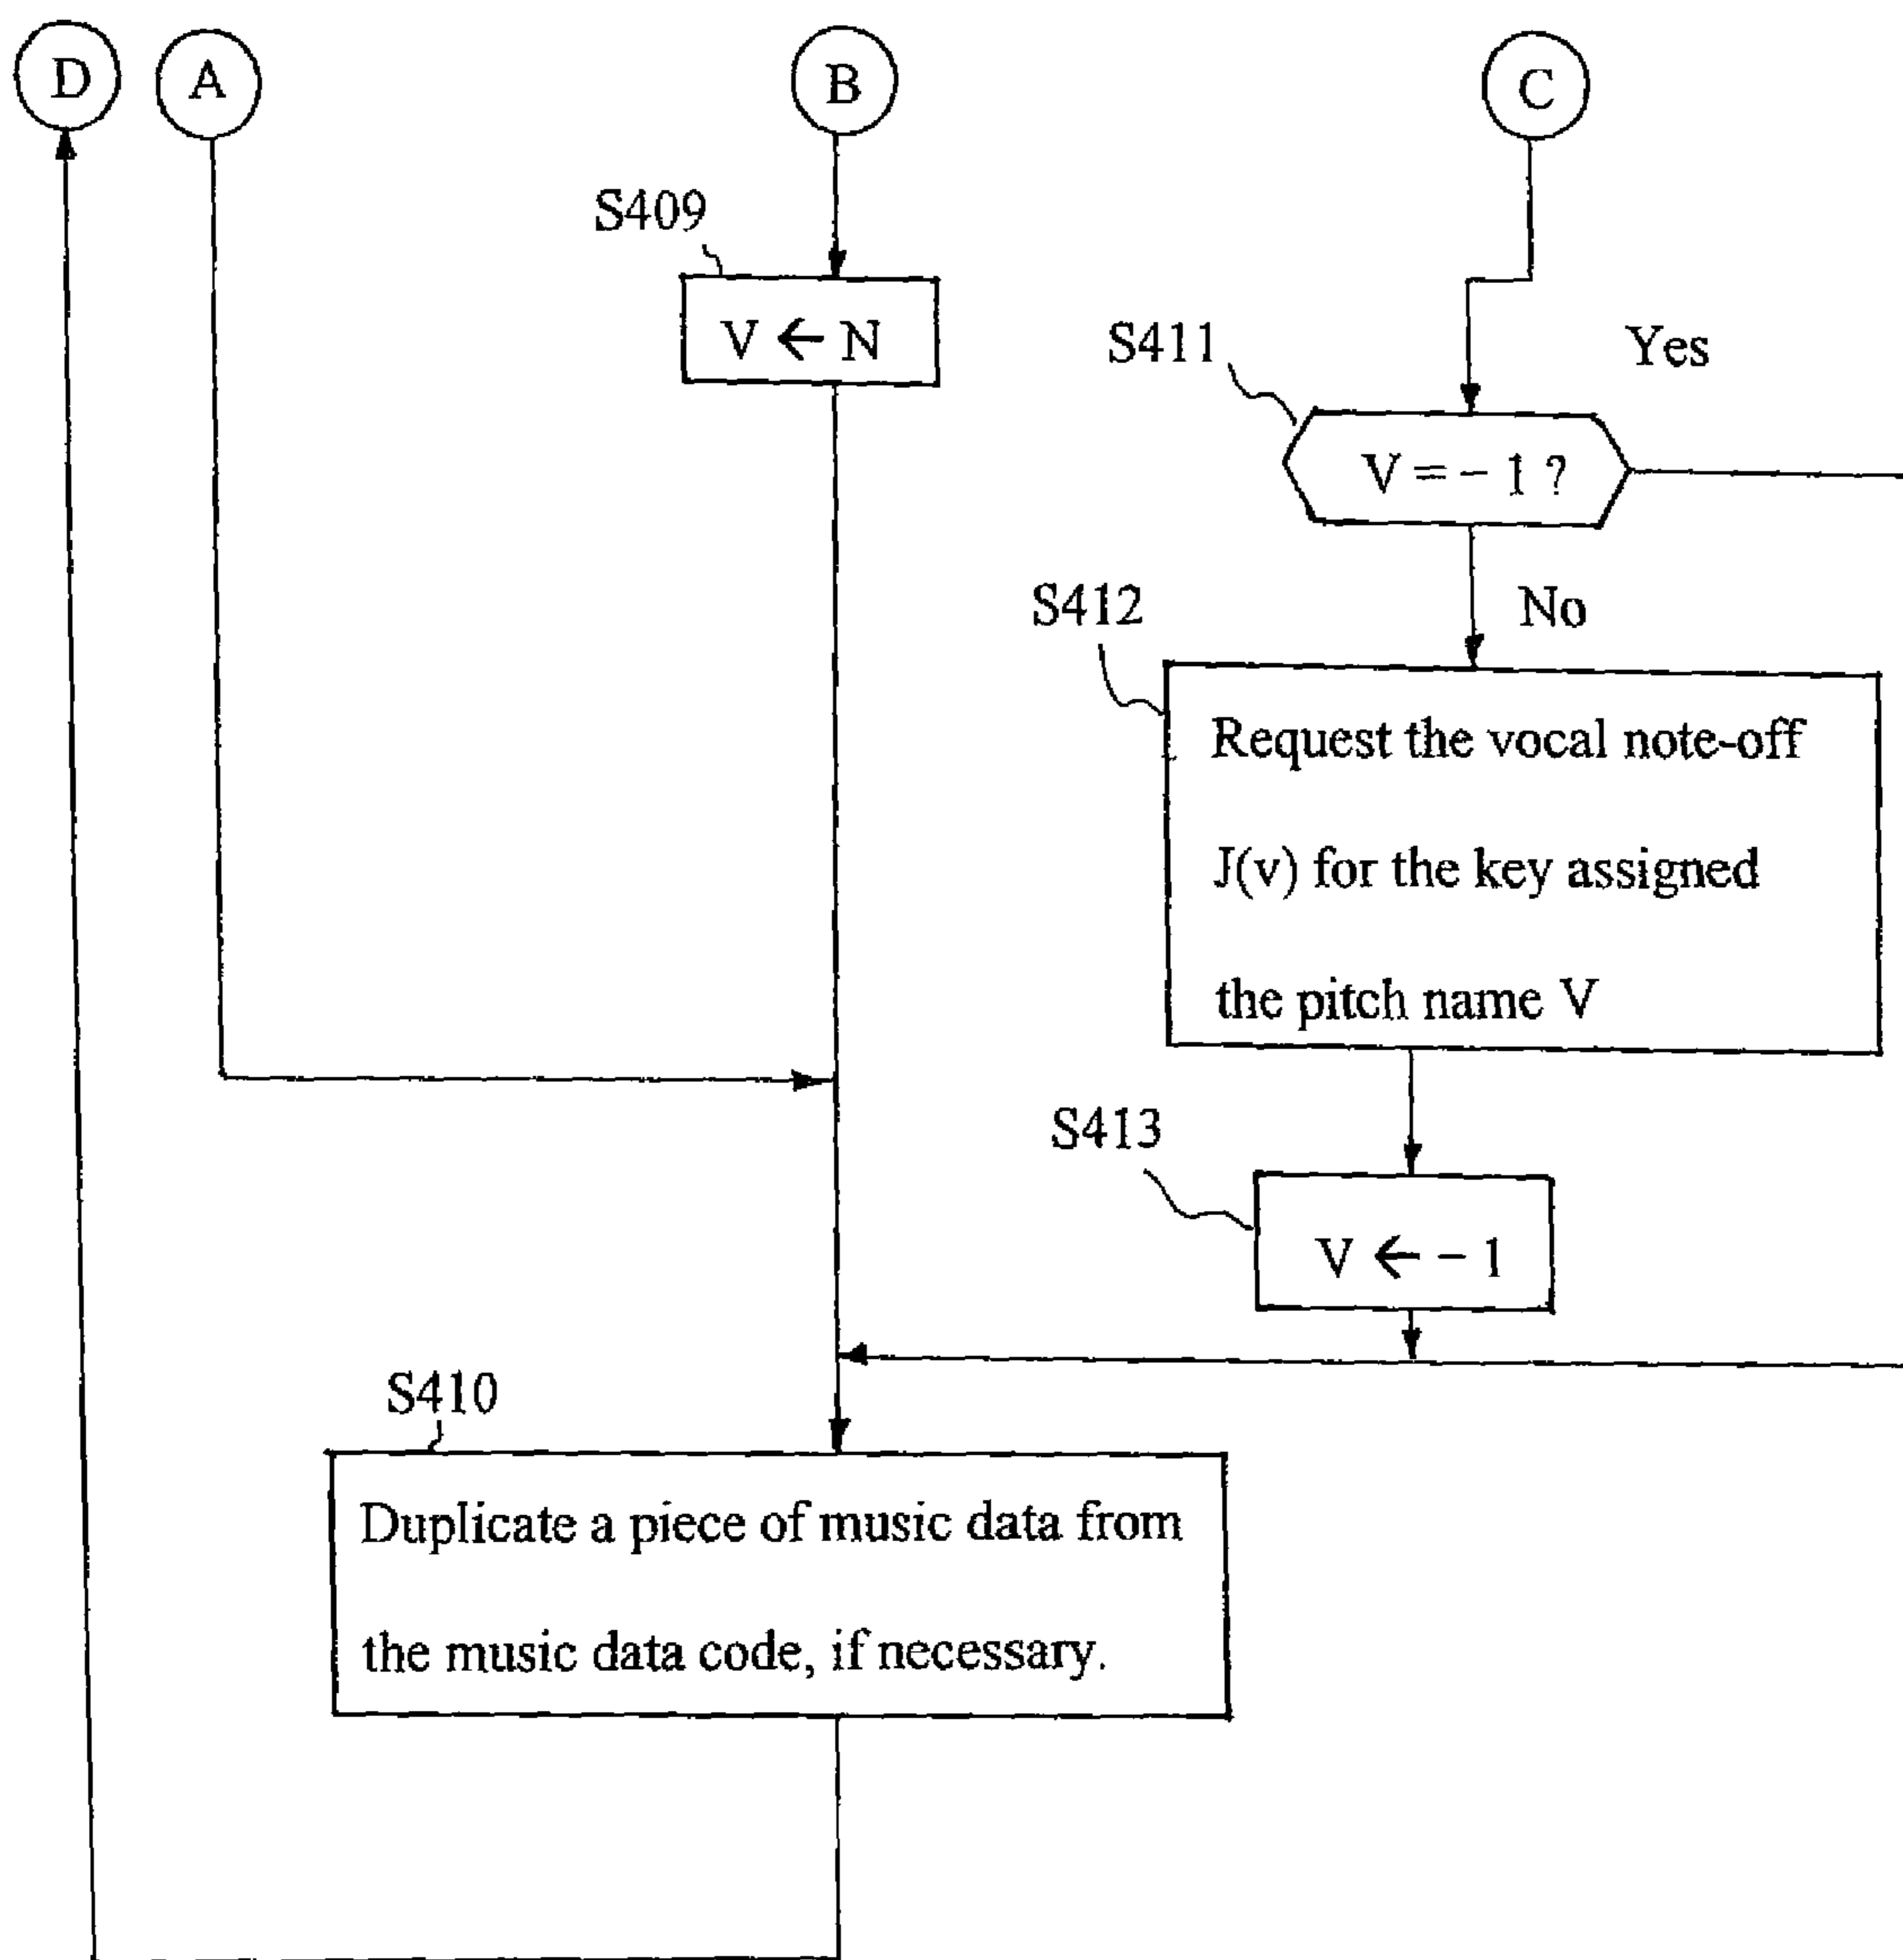 D
A
B
C
S409
V ← N
S411
Yes
V = − 1 ?
No
S412
Request the vocal note-off
J(v) for the key assigned
the pitch name V
S413
V ← − 1
S410
Duplicate a piece of music data from
the music data code, if necessary.